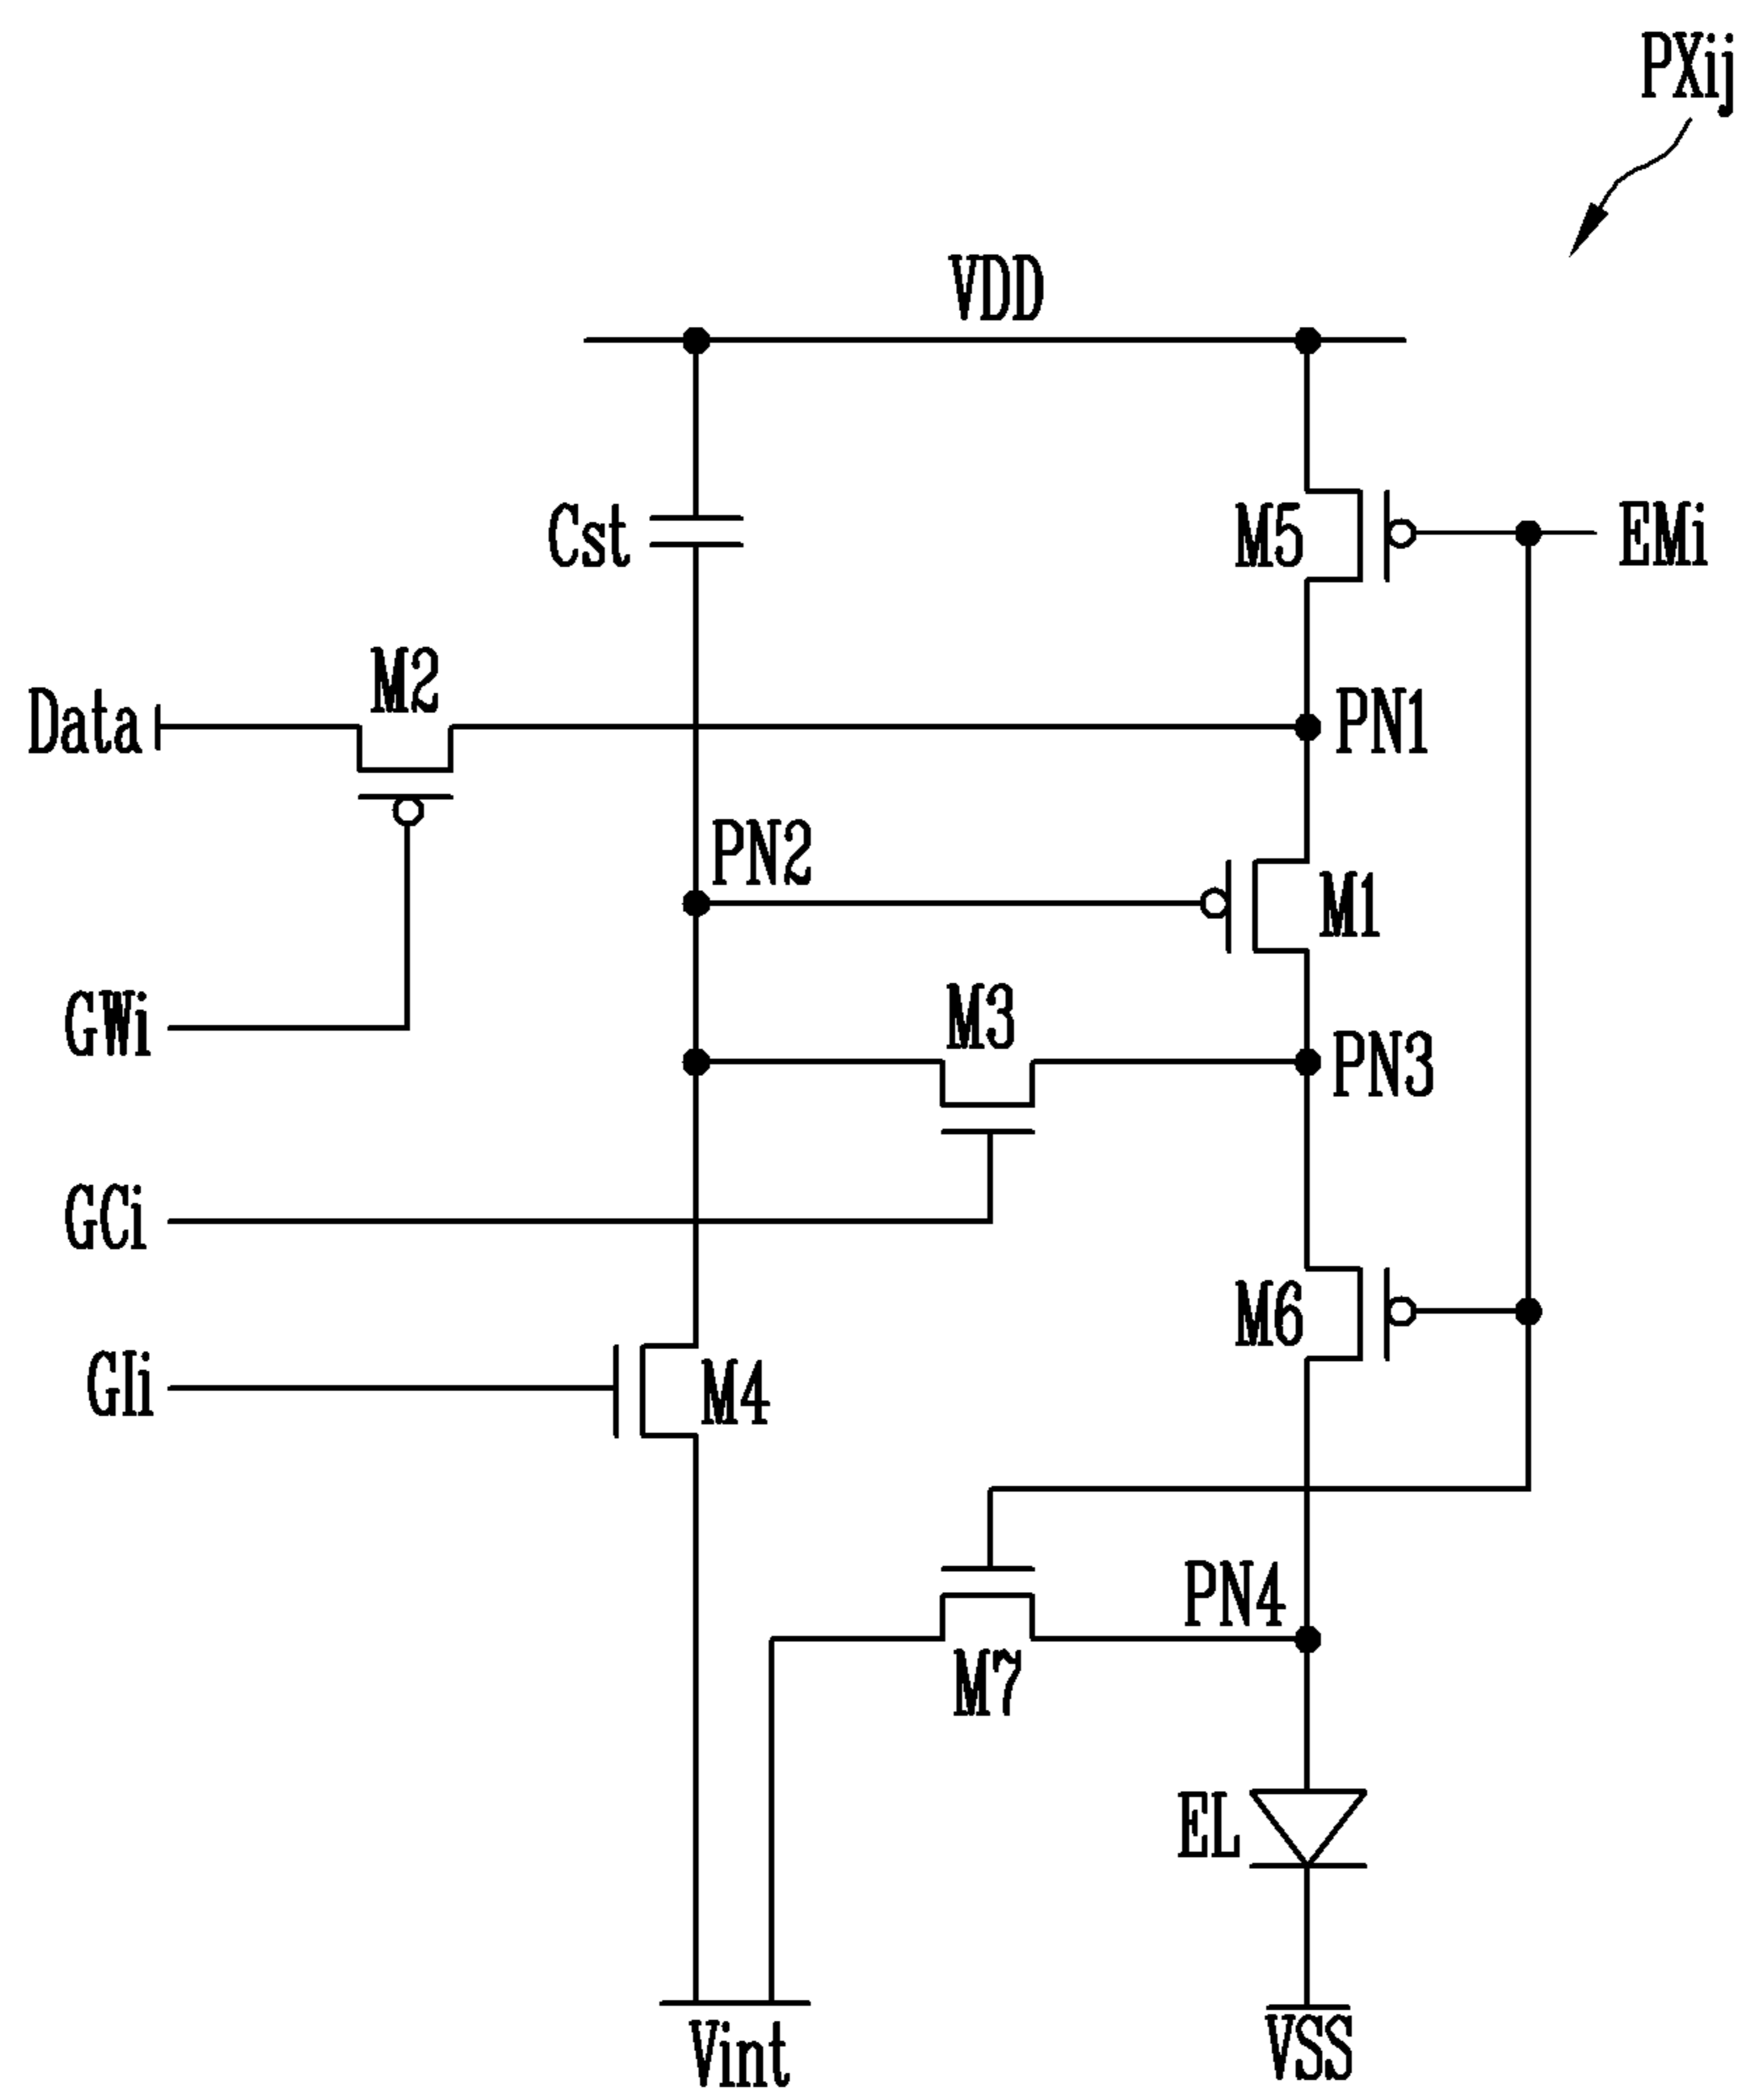 PXij
VDD
Cst
M5
EMi
M2
Data
PN1
PN2
M1
M3
GWi
PN3
GCi
M6
GIi
M4
PN4
M7
EL
Vint
VSS